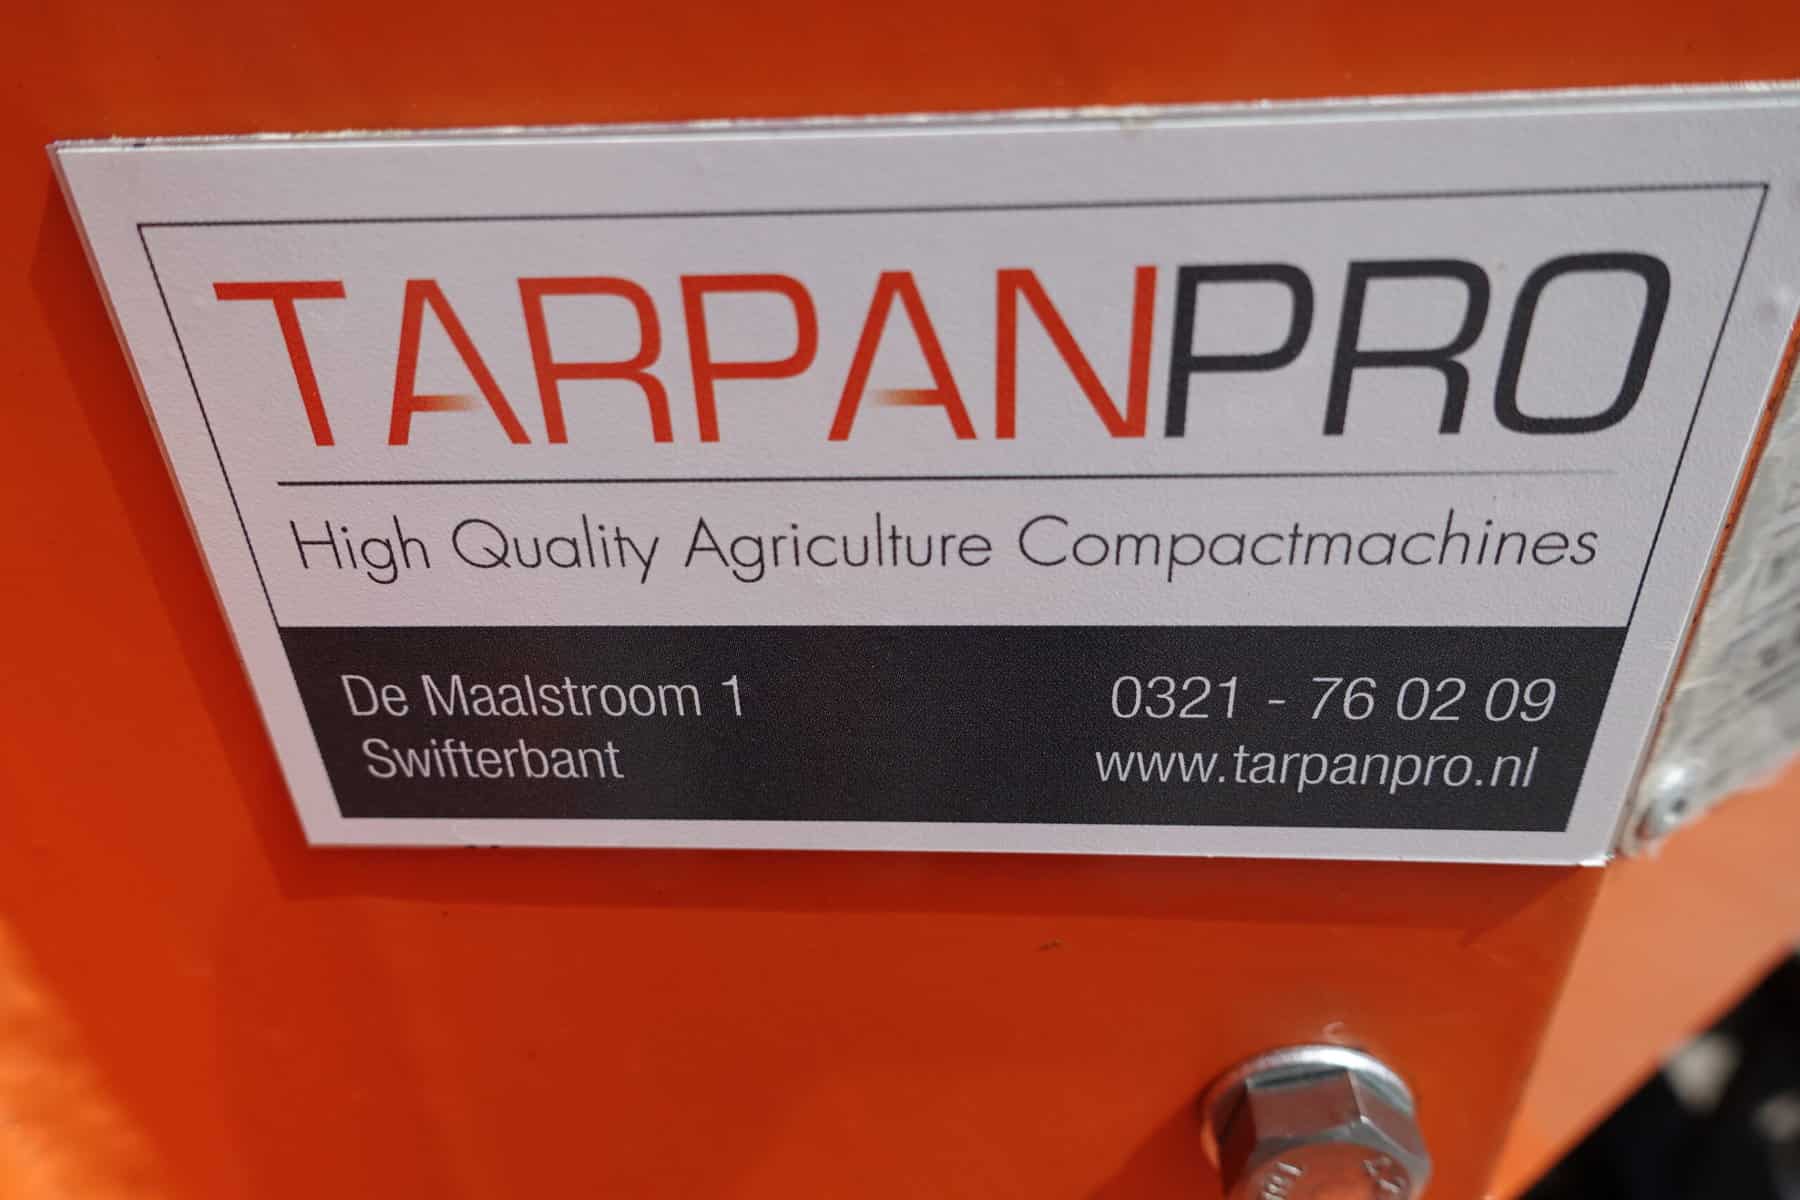 TARPANPRO
High Quality Agriculture Compactmachines
De Maalstroom 1
Swifterbant
0321 - 76 02 09
www.tarpanpro.nl